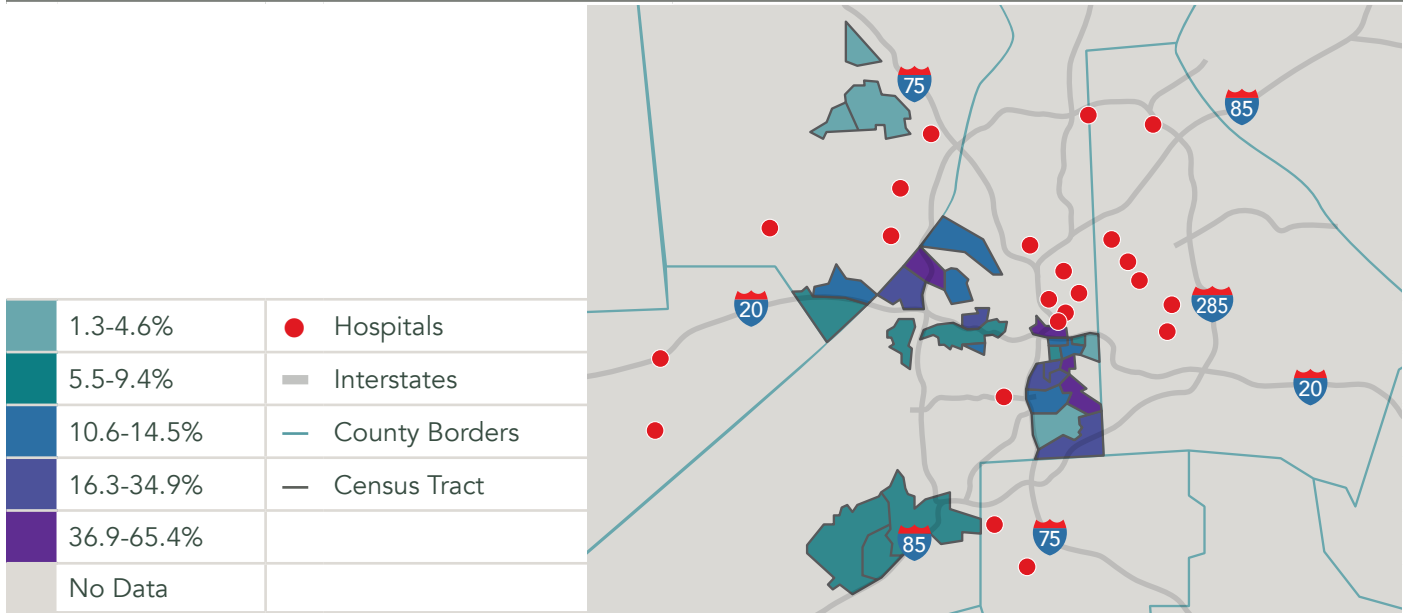 1.3-4.6%
Hospitals
5.5-9.4%
Interstates
10.6-14.5%
County Borders
16.3-34.9%
Census Tract
36.9-65.4%
No Data
75
85
20
285
20
85
75